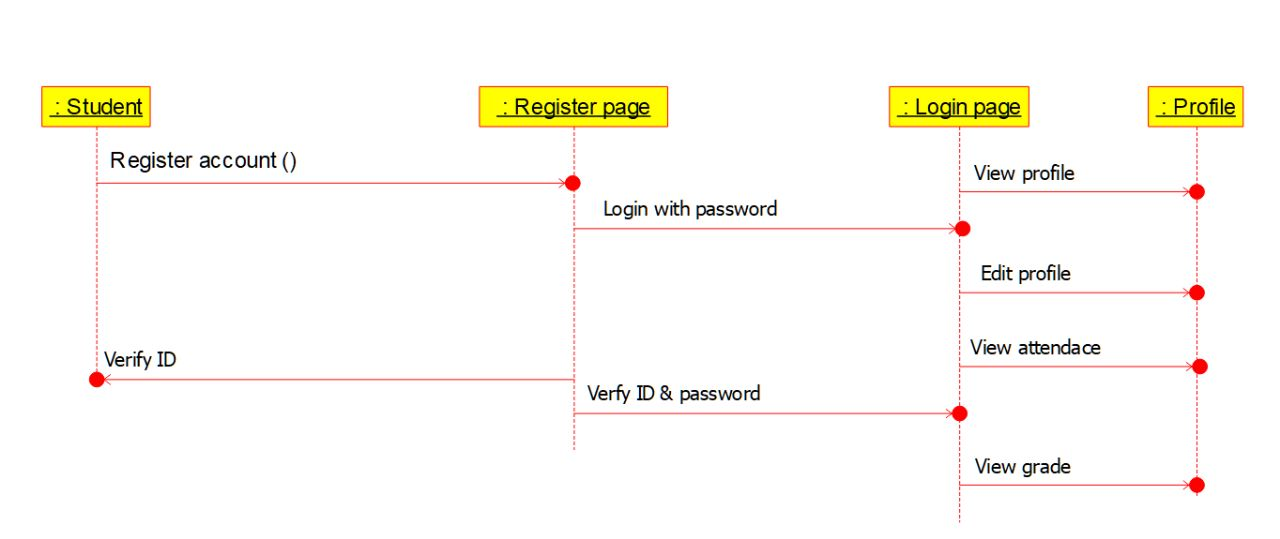 : Student
: Register page
: Login page
: Profile
Register account ()
View profile
Login with password
Edit profile
View attendace
Verify ID
Verfy ID & password
View grade